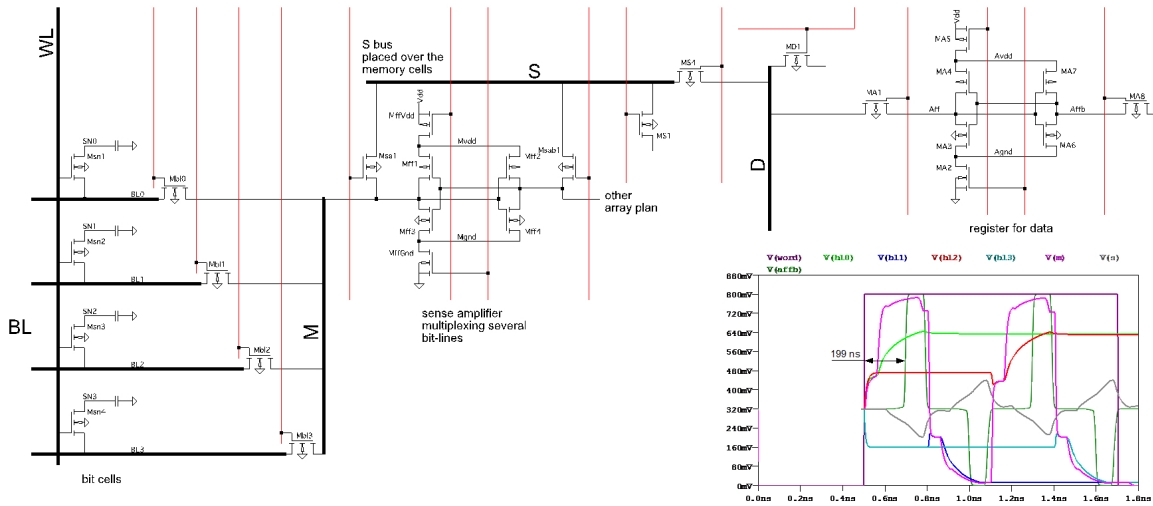 WL
SN0
Msn1
Mbl0
BL0
SN1
Msn2
Mbl1
BL1
BL
SN2
Msn3
Mbl2
BL2
SN3
Msn4
Mbl3
BL3
M
bit cells
S bus
placed over the
memory cells
S
Vdd
MffVdd
Mvdd
Msa1
Mff1
Mff2
Msab1
Mff3
Mff4
Mgnd
MffGnd
other
array plan
sense amplifier
multiplexing several
bit-lines
MS4
MS1
MD1
D
MA1
Vdd
MA5
Avdd
MA4
MA7
Aff
Affb
MA8
MA3
MA6
Agnd
MA2
register for data
V(word) V(bl0) V(bl1) V(bl2) V(bl3) V(m) V(s)
V(affb)
880mV
800mV
720mV
640mV
560mV
480mV
400mV
320mV
240mV
160mV
80mV
0mV
199 ns
0.0ns 0.2ns 0.4ns 0.6ns 0.8ns 1.0ns 1.2ns 1.4ns 1.6ns 1.8ns